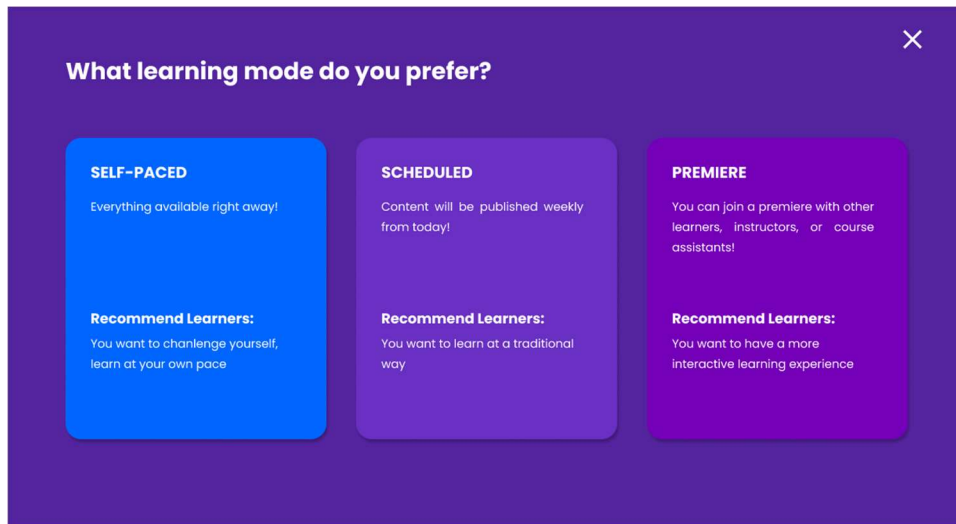 What learning mode do you prefer?
SELF-PACED
Everything available right away!
Recommend Learners:
You want to chanlenge yourself,
learn at your own pace
SCHEDULED
Content will be published weekly
from today!
Recommend Learners:
You want to learn at a traditional
way
PREMIERE
You can join a premiere with other
learners, instructors, or course
assistants!
Recommend Learners:
You want to have a more
interactive learning experience